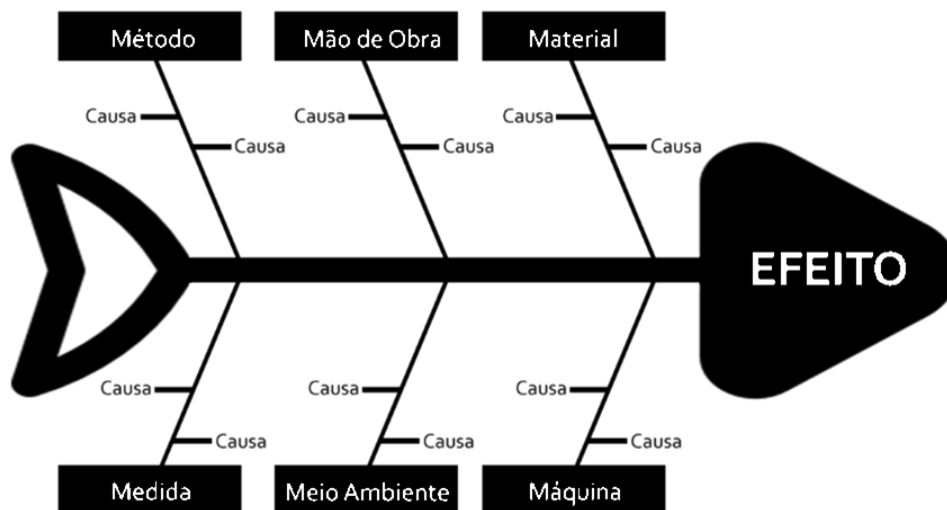 Método
Mão de Obra
Material
Causa
Causa
Causa
Causa
Causa
Causa
EFEITO
Causa
Causa
Causa
Causa
Causa
Causa
Medida
Meio Ambiente
Máquina